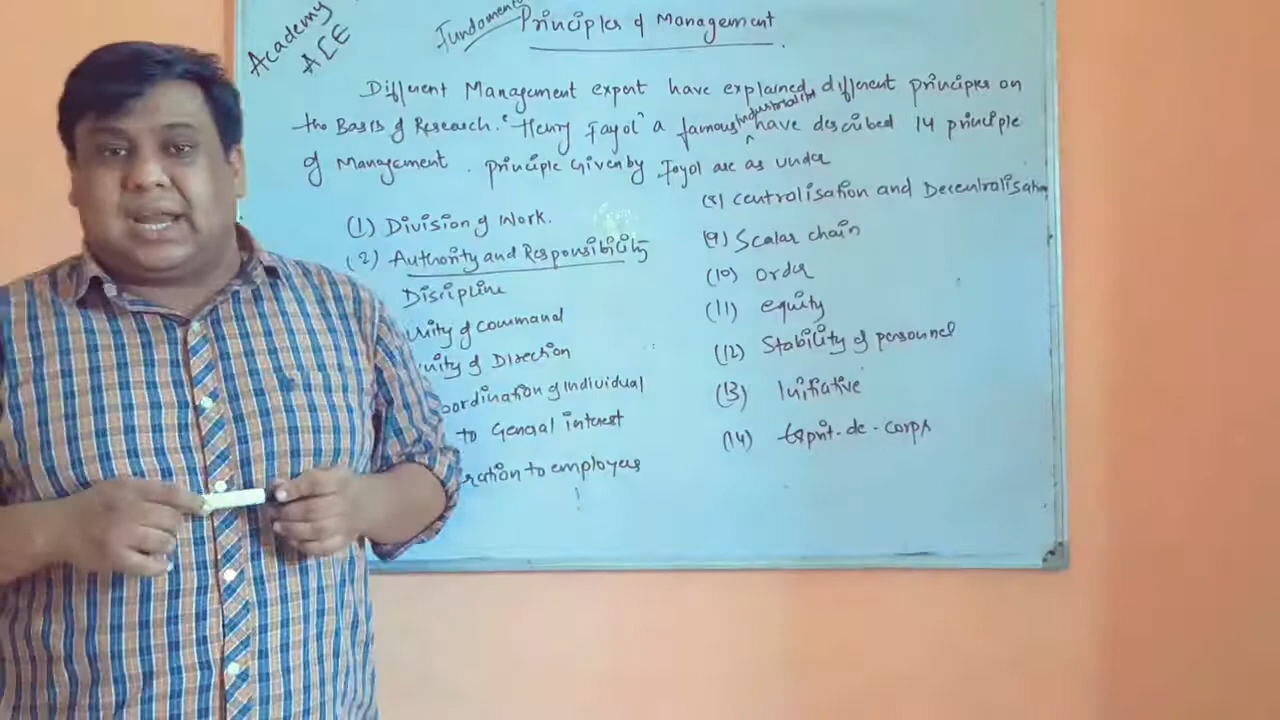 Academy
ACE
Fundament
Principles of Management
Different Management expert have explained different principles on
the Basis of Research. "Henry Fayol" a famous industrialist have described 14 principle
of Management. principle Given by Fayol are as under
(1) Division of Work.
(2) Authority and Responsibility
Discipline
unity of command
unity of Direction
oordination of individual
to General interest
ration to employees
(8) centralisation and Decentralisation
(9) Scalar chain
(10) Order
(11) equity
(12) Stability of personnel
(13) Initiative
(14) Esprit-de-corps